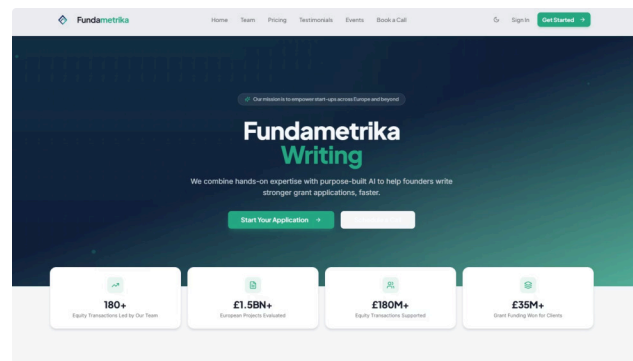 Fundametrika
Home Team Pricing Testimonials Events Book a Call
Sign In Get Started
Our mission is to empower start-ups across Europe and beyond
Fundametrika
Writing
We combine hands-on expertise with purpose-built AI to help founders write
stronger grant applications, faster.
Start Your Application
180+
Equity Transactions Led by Our Team
£1.5BN+
European Projects Evaluated
£180M+
Equity Transactions Supported
£35M+
Grant Funding Won for Clients